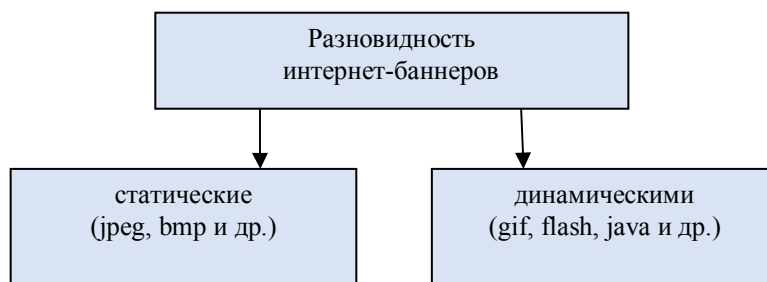 Разновидность
интернет-баннеров
статические
(jpeg, bmp и др.)
динамическими
(gif, flash, java и др.)